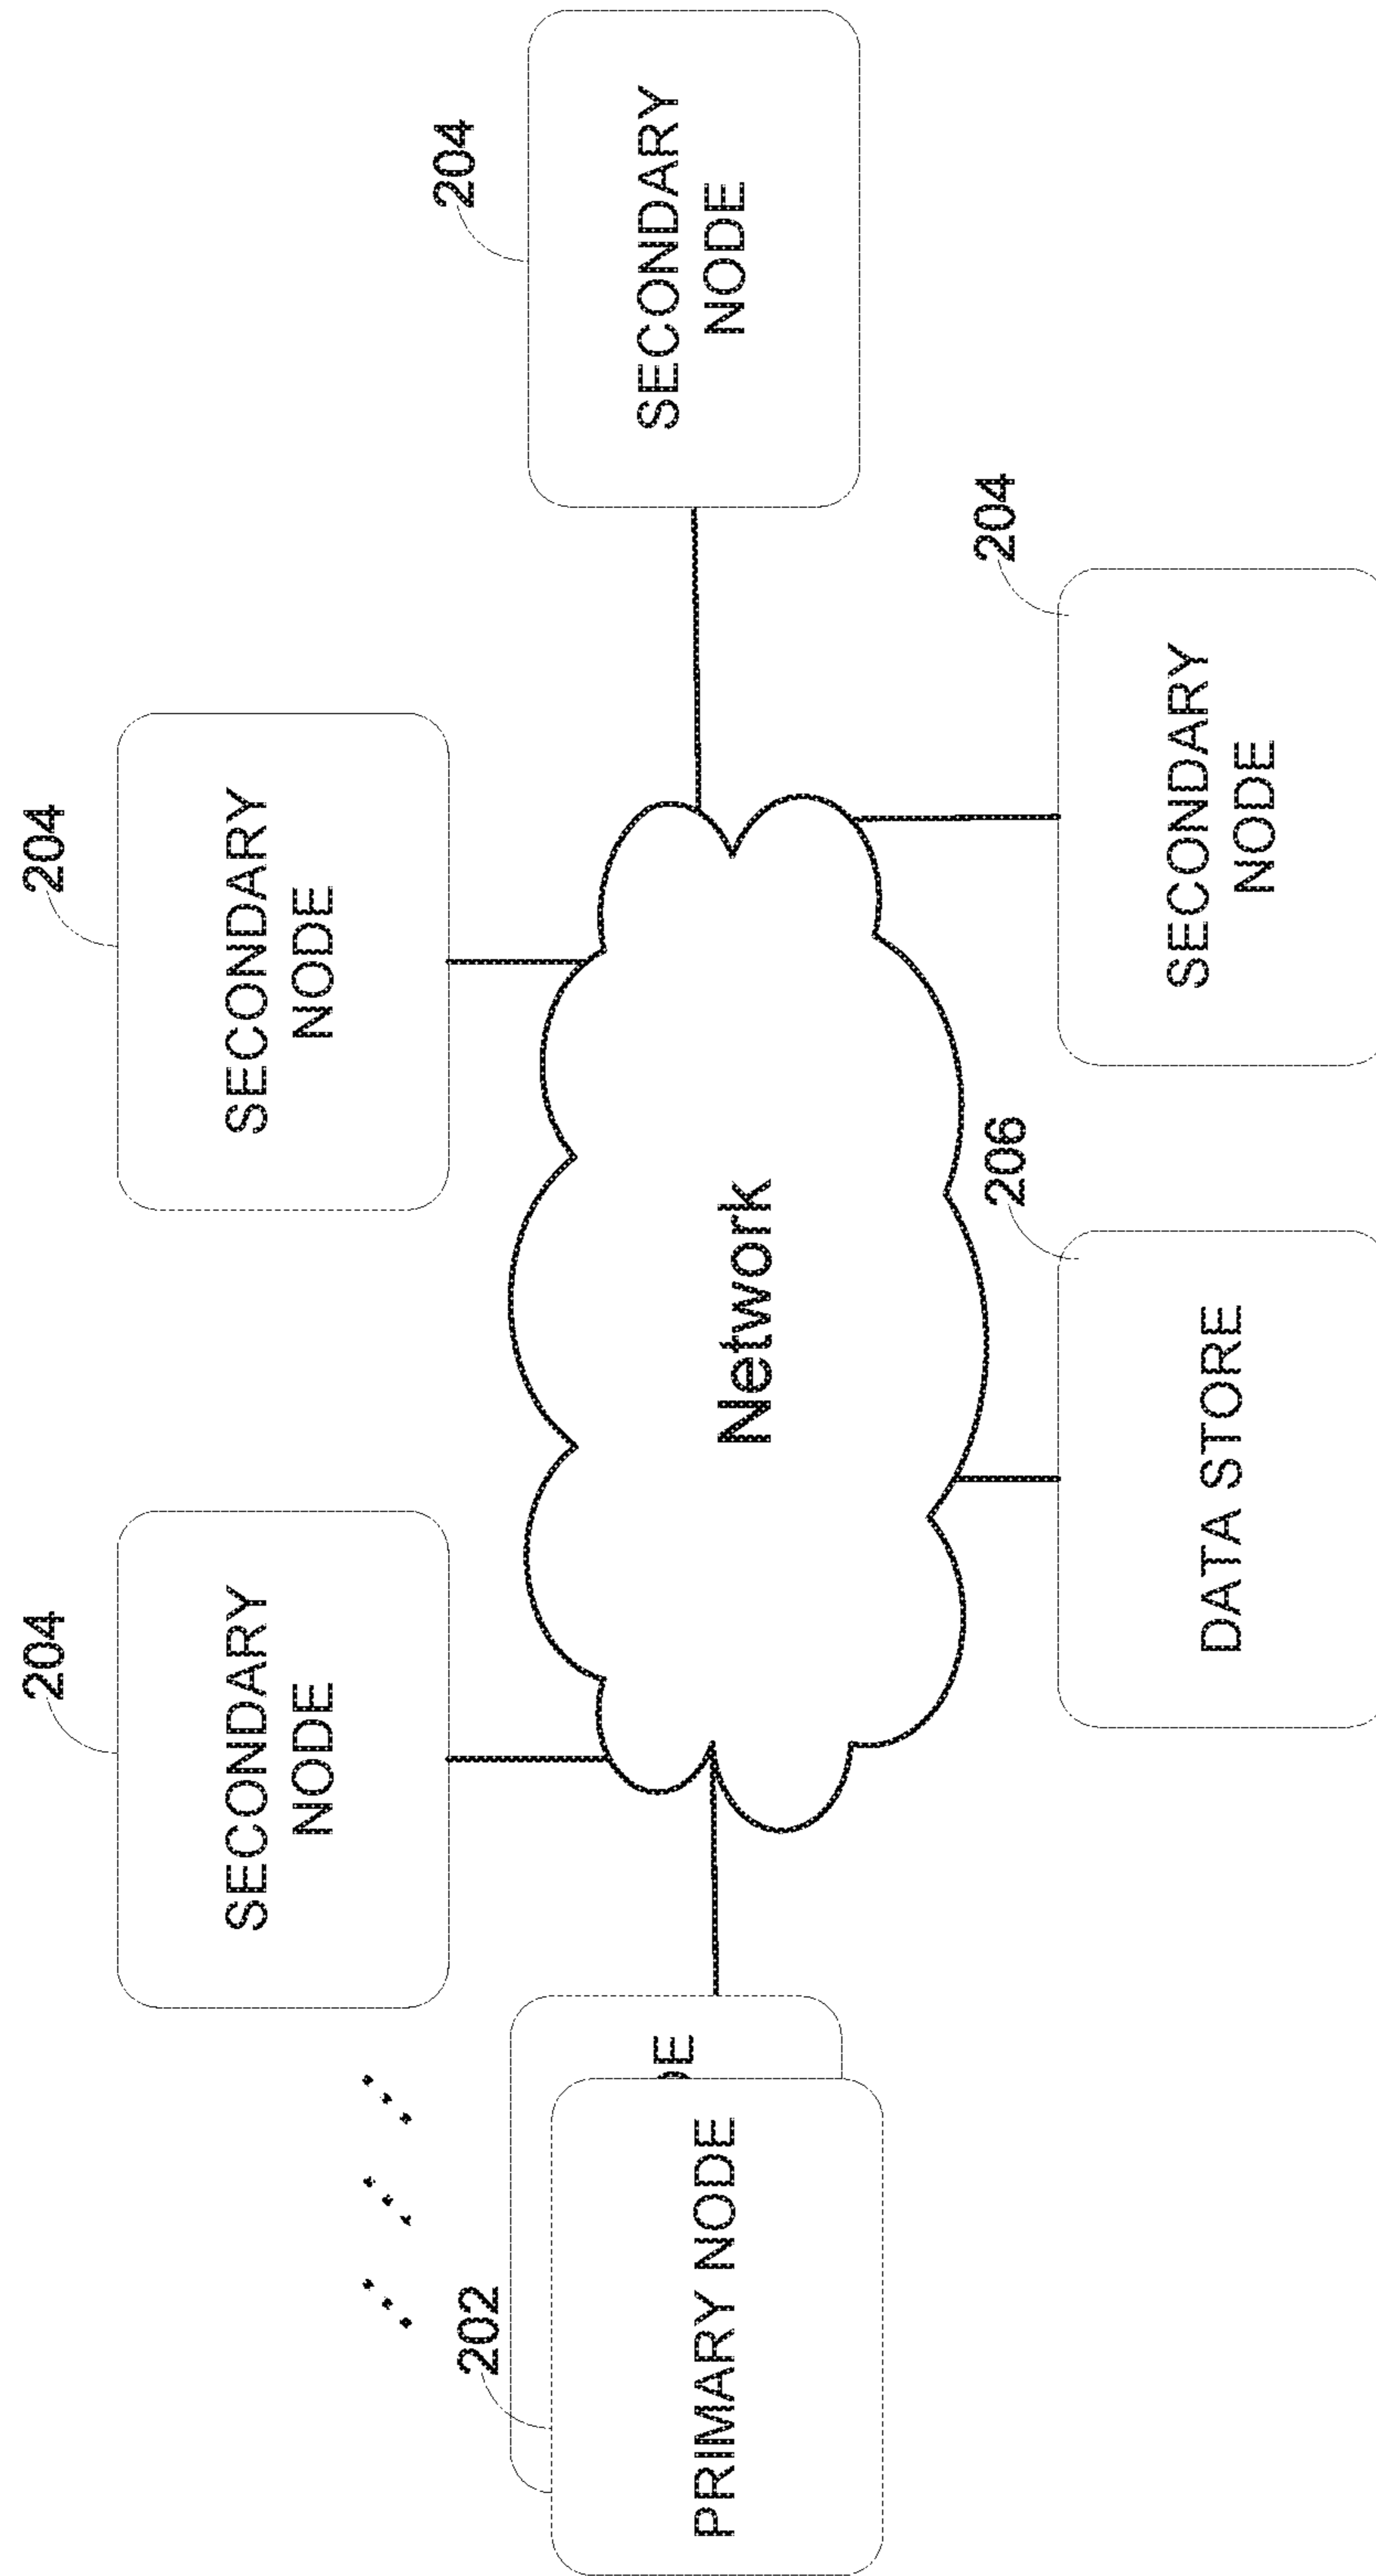 204
SECONDARY
NODE
204
SECONDARY
NODE
204
SECONDARY
NODE
202
PRIMARY NODE
Network
206
DATA STORE
204
SECONDARY
NODE